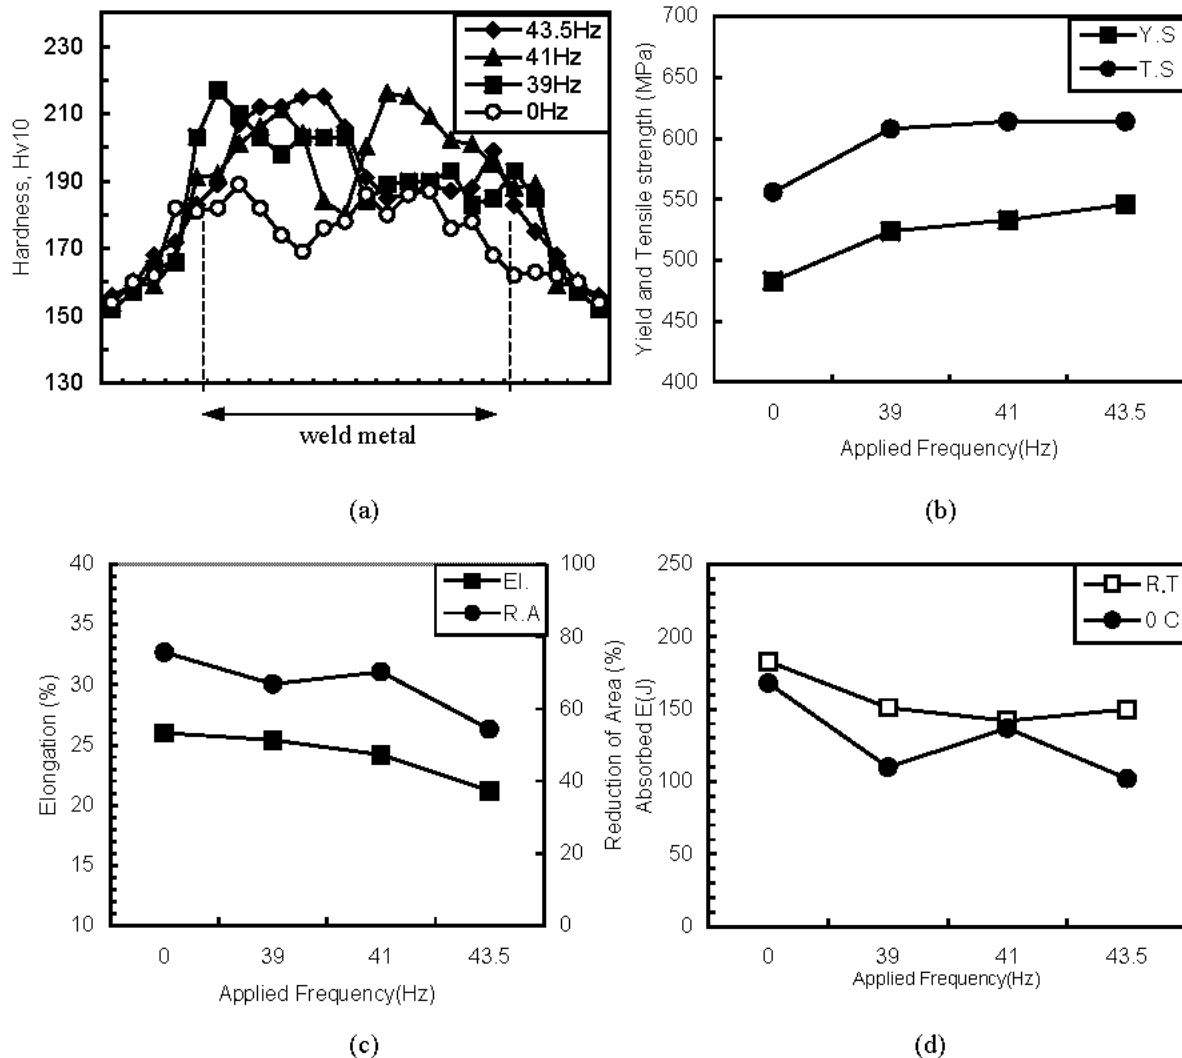 230
210
190
170
150
130
Hardness, Hv10
43.5Hz
41Hz
39Hz
0Hz
weld metal
(a)
700
650
600
550
500
450
400
Yield and Tensile strength (MPa)
Y.S
T.S
0 39 41 43.5
Applied Frequency(Hz)
(b)
40
35
30
25
20
15
10
Elongation (%)
El.
R.A
100
80
60
40
20
0
Reduction of Area (%)
0 39 41 43.5
Applied Frequency(Hz)
(c)
250
200
150
100
50
0
Absorbed E(J)
R.T
0 C
0 39 41 43.5
Applied Frequency(Hz)
(d)